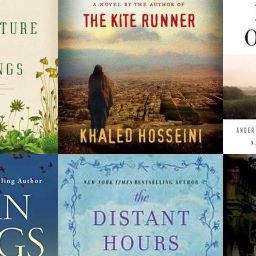 TURE
NGS
A NOVEL BY THE AUTHOR OF
THE KITE RUNNER
KHALED HOSSEINI
O
ANDER
N
lling Author
N
GS
NEW YORK TIMES BESTSELLING AUTHOR
the
DISTANT
HOURS